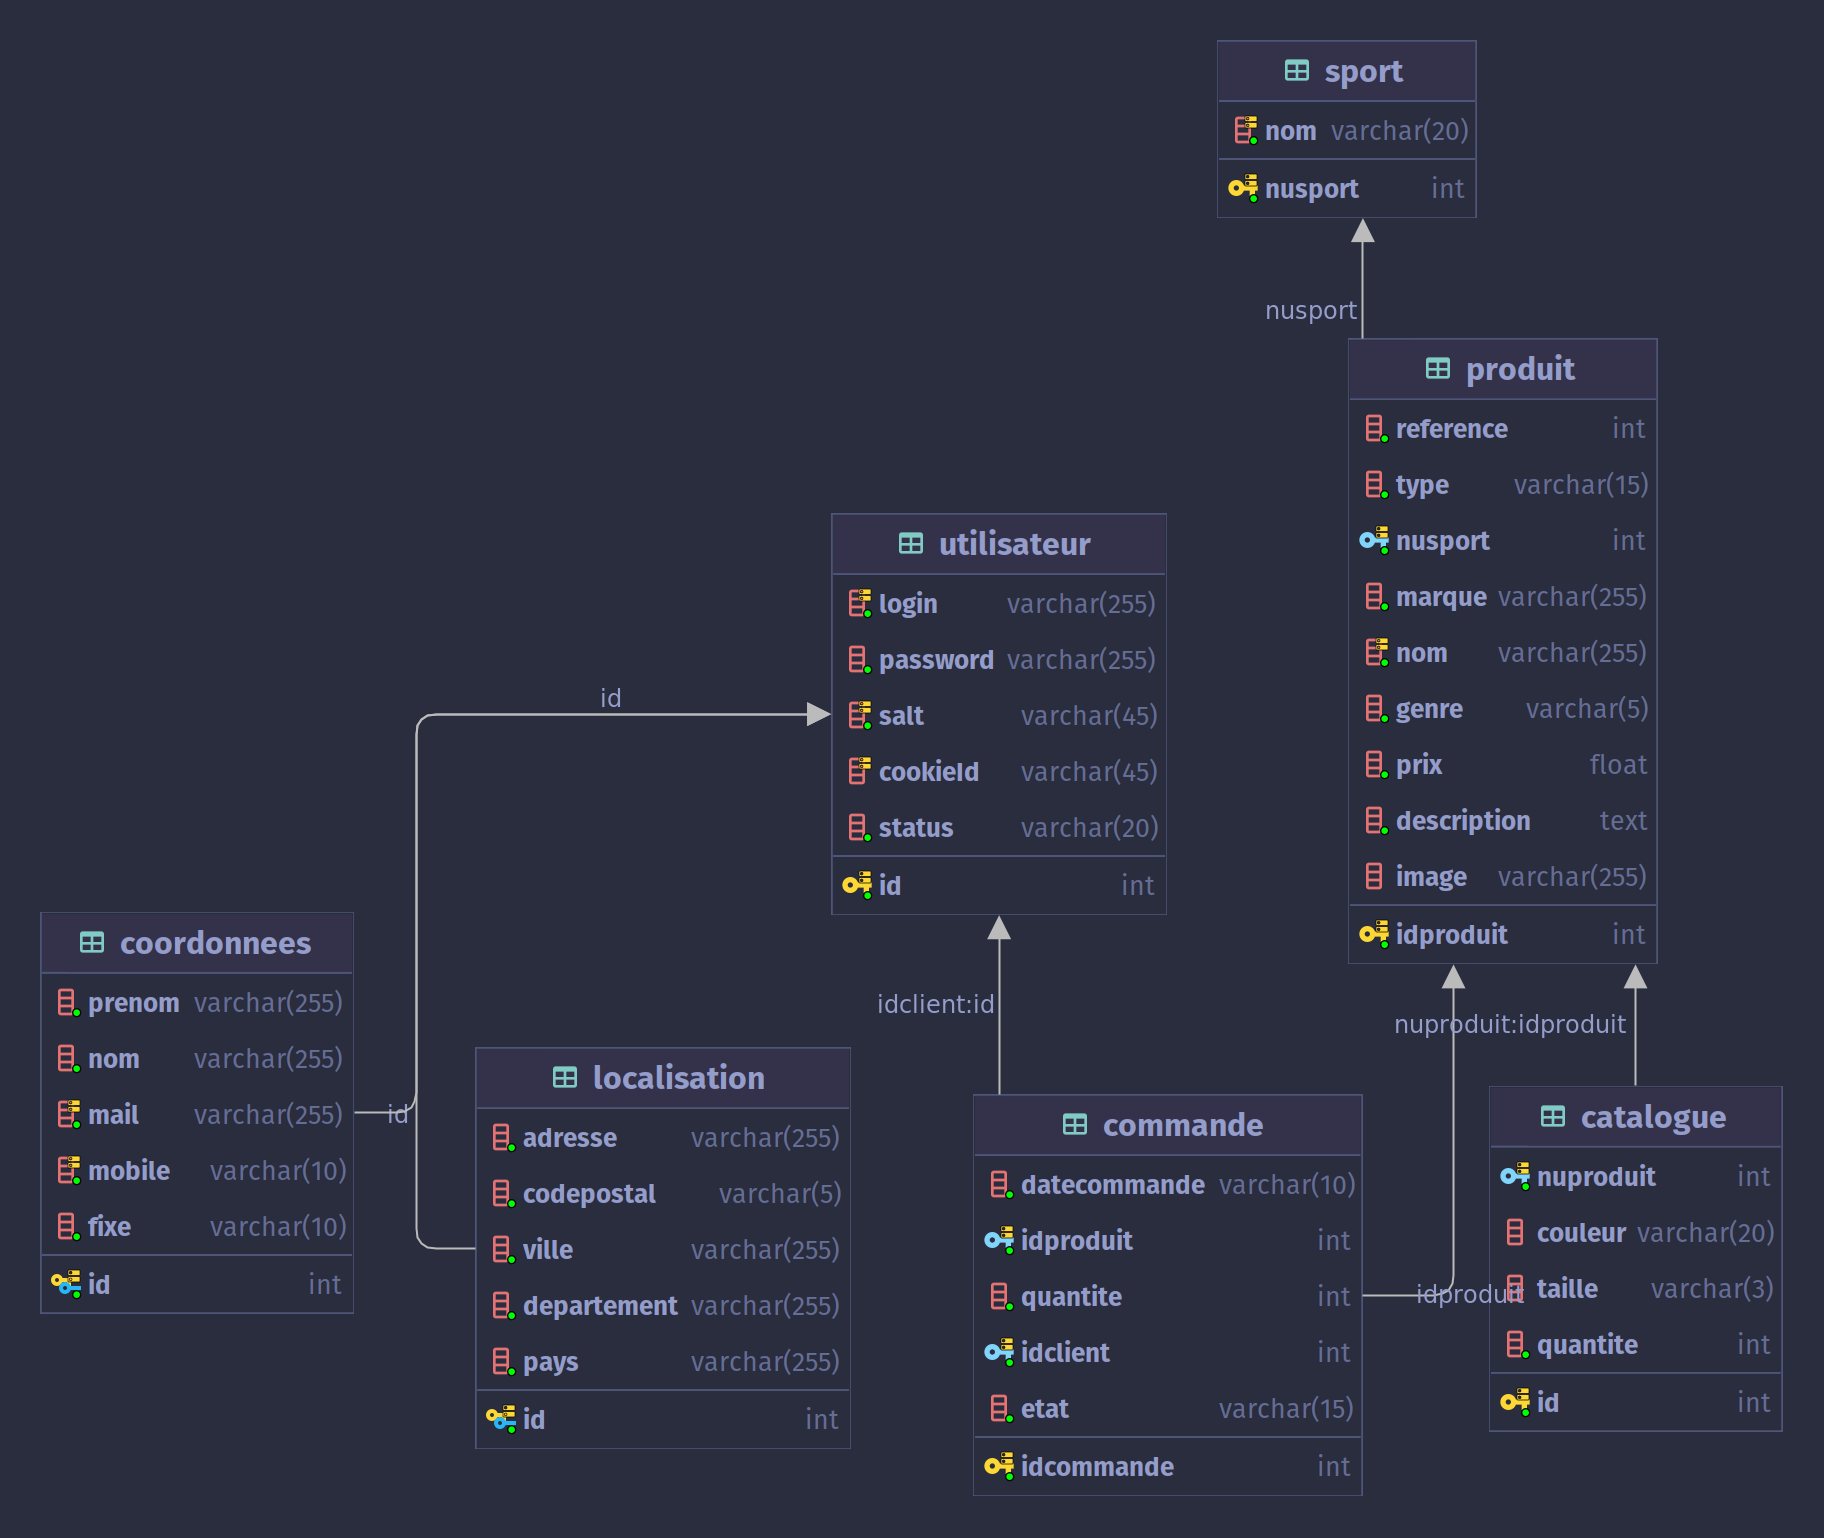 sport
nom varchar(20)
nusport int
nusport
produit
reference int
type varchar(15)
nusport int
marque varchar(255)
nom varchar(255)
genre varchar(5)
prix float
description text
image varchar(255)
idproduit int
utilisateur
login varchar(255)
password varchar(255)
salt varchar(45)
cookieId varchar(45)
status varchar(20)
id int
id
coordonnees
prenom varchar(255)
nom varchar(255)
mail varchar(255)
mobile varchar(10)
fixe varchar(10)
id int
id
localisation
adresse varchar(255)
codepostal varchar(5)
ville varchar(255)
departement varchar(255)
pays varchar(255)
id int
idclient:id
commande
datecommande varchar(10)
idproduit int
quantite int
idclient int
etat varchar(15)
idcommande int
idproduit
nuproduit:idproduit
catalogue
nuproduit int
couleur varchar(20)
taille varchar(3)
quantite int
id int